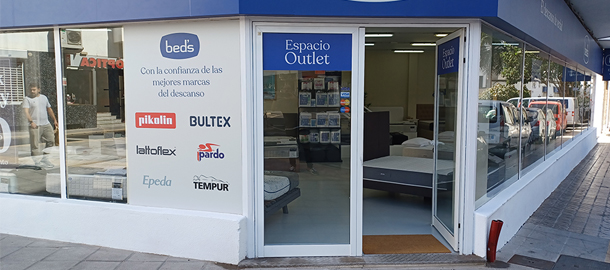 bed's
Con la confianza de las
mejores marcas
del descanso
pikolin
BULTEX
lattoflex
pardo
Epeda
TEMPUR
Espacio
Outlet
Espacio
Outlet